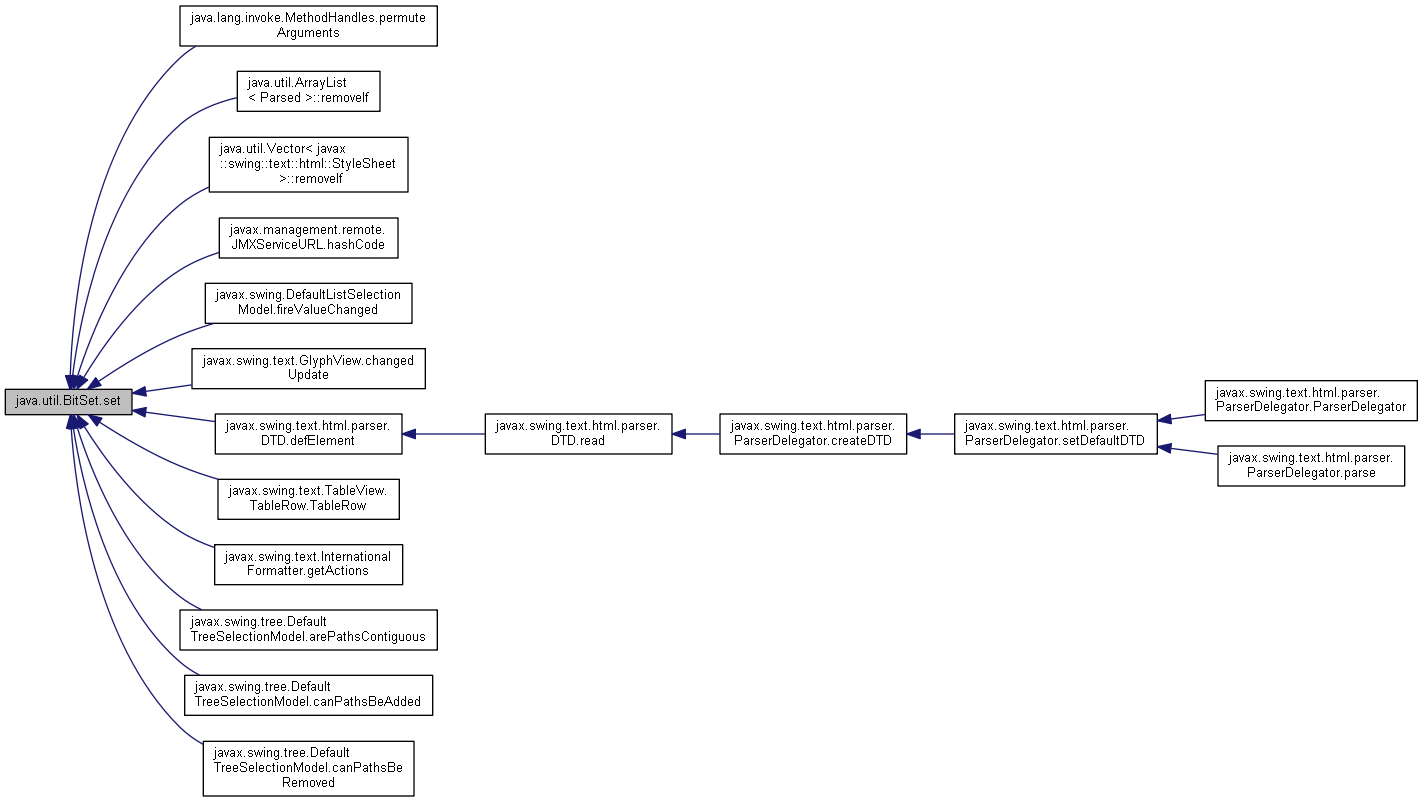 java.lang.invoke.MethodHandles.permute
Arguments
java.util.ArrayList
< Parsed >::removeIf
java.util.Vector< javax
::swing::text::html::StyleSheet
>::removeIf
javax.management.remote.
JMXServiceURL.hashCode
javax.swing.DefaultListSelection
Model.fireValueChanged
javax.swing.text.GlyphView.changed
Update
java.util.BitSet.set
javax.swing.text.html.parser.
DTD.defElement
javax.swing.text.html.parser.
DTD.read
javax.swing.text.html.parser.
ParserDelegator.createDTD
javax.swing.text.html.parser.
ParserDelegator.setDefaultDTD
javax.swing.text.html.parser.
ParserDelegator.ParserDelegator
javax.swing.text.html.parser.
ParserDelegator.parse
javax.swing.text.TableView.
TableRow.TableRow
javax.swing.text.International
Formatter.getActions
javax.swing.tree.Default
TreeSelectionModel.arePathsContiguous
javax.swing.tree.Default
TreeSelectionModel.canPathsBeAdded
javax.swing.tree.Default
TreeSelectionModel.canPathsBe
Removed